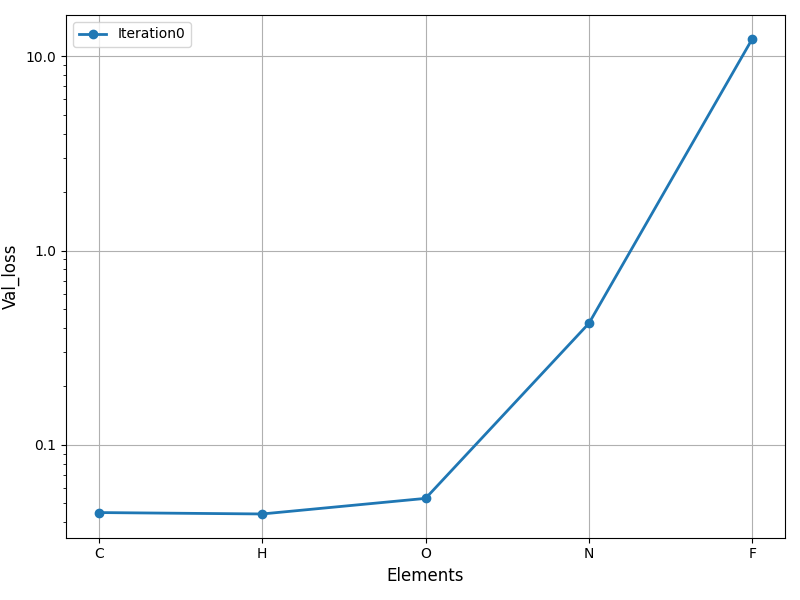 Iteration0
10.0
1.0
0.1
Val_loss
C H O N F
Elements